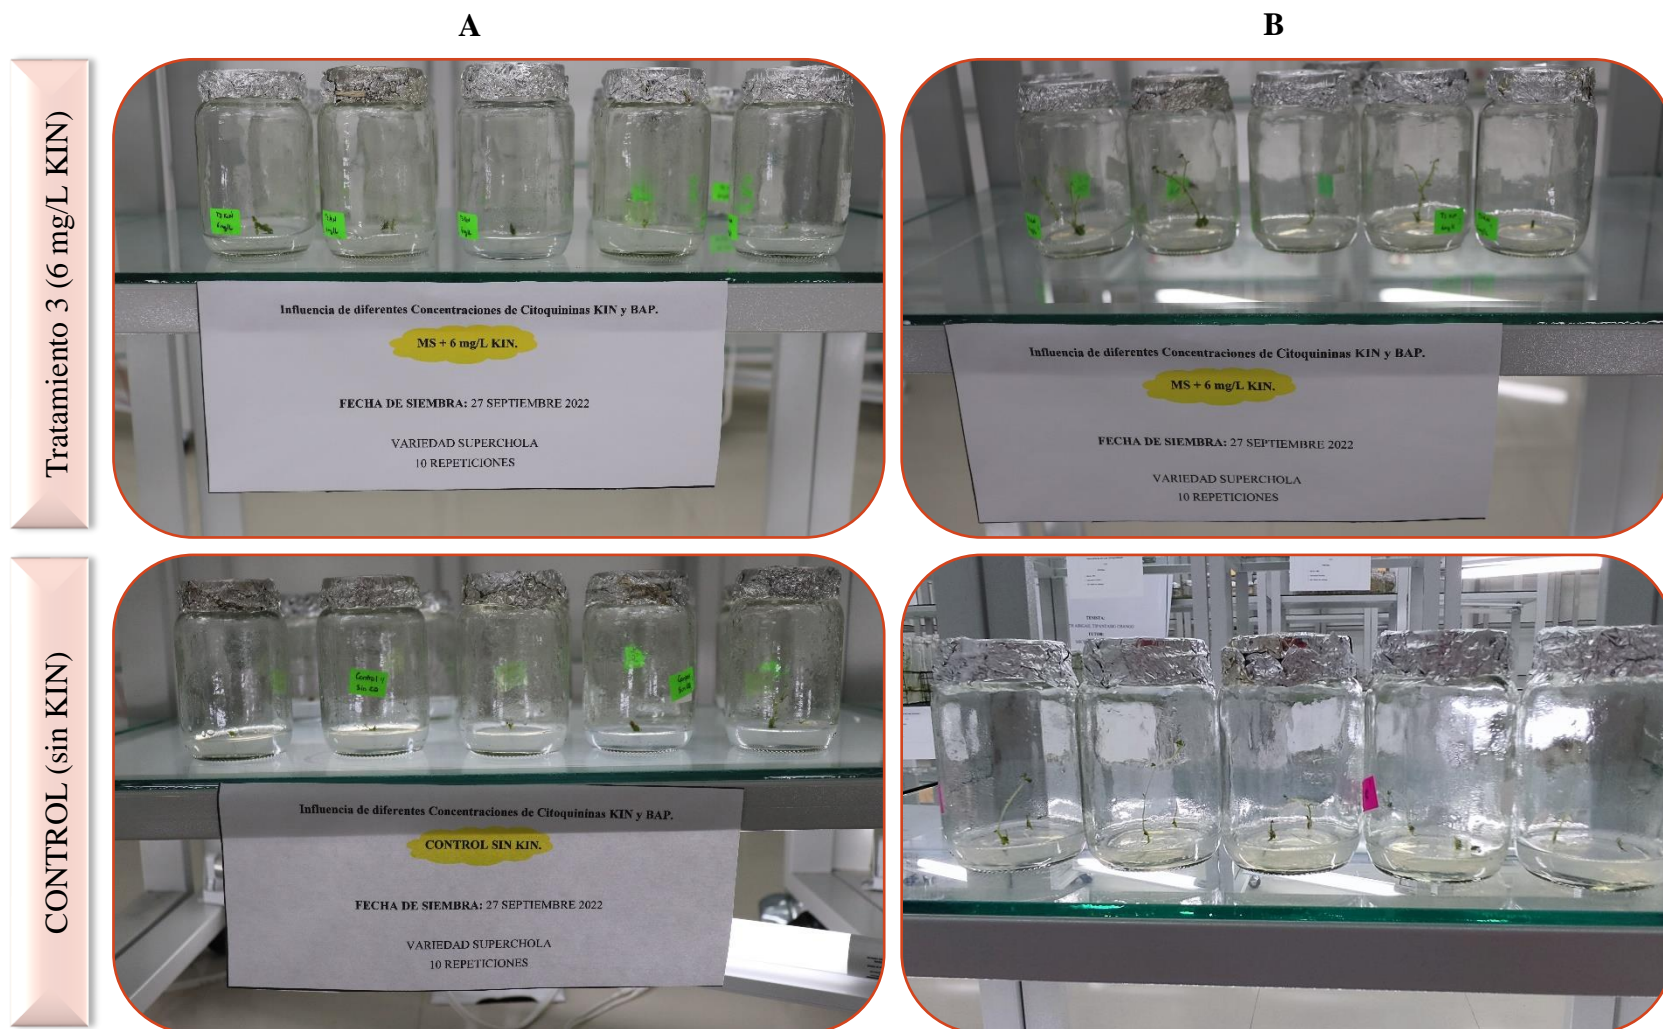 A
B
Tratamiento 3 (6 mg/L KIN)
Influencia de diferentes Concentraciones de Citoquininas KIN y BAP.
MS + 6 mg/L KIN.
FECHA DE SIEMBRA: 27 SEPTIEMBRE 2022
VARIEDAD SUPERCHOLA
10 REPETICIONES
Influencia de diferentes Concentraciones de Citoquininas KIN y BAP.
MS + 6 mg/L KIN.
FECHA DE SIEMBRA: 27 SEPTIEMBRE 2022
VARIEDAD SUPERCHOLA
10 REPETICIONES
CONTROL (sin KIN)
Influencia de diferentes Concentraciones de Citoquininas KIN y BAP.
CONTROL SIN KIN.
FECHA DE SIEMBRA: 27 SEPTIEMBRE 2022
VARIEDAD SUPERCHOLA
10 REPETICIONES